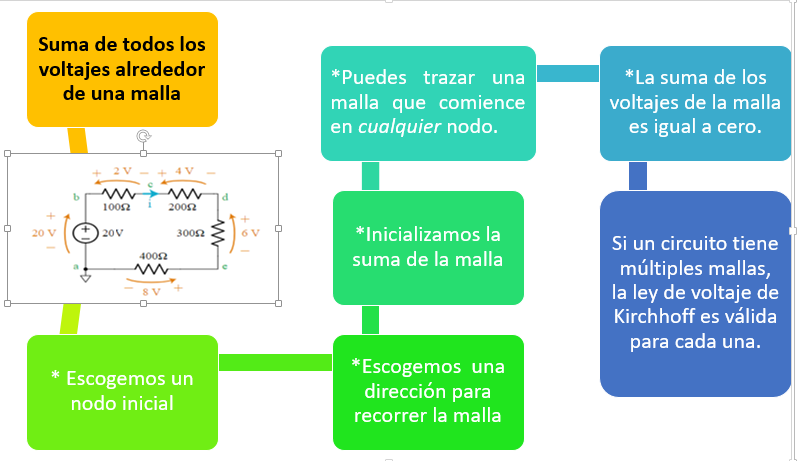 Suma de todos los
voltajes alrededor
de una malla
+ 2 V − + 4 V −
b
c
d
100Ω
i
200Ω
+
20 V
−
+
−
20V
300Ω
+
6 V
−
400Ω
a
e
− 8 V +
* Escogemos un
nodo inicial
*Escogemos una
dirección para
recorrer la malla
*Inicializamos la
suma de la malla
*Puedes trazar una
malla que comience
en cualquier nodo.
*La suma de los
voltajes de la malla
es igual a cero.
Si un circuito tiene
múltiples mallas,
la ley de voltaje de
Kirchhoff es válida
para cada una.